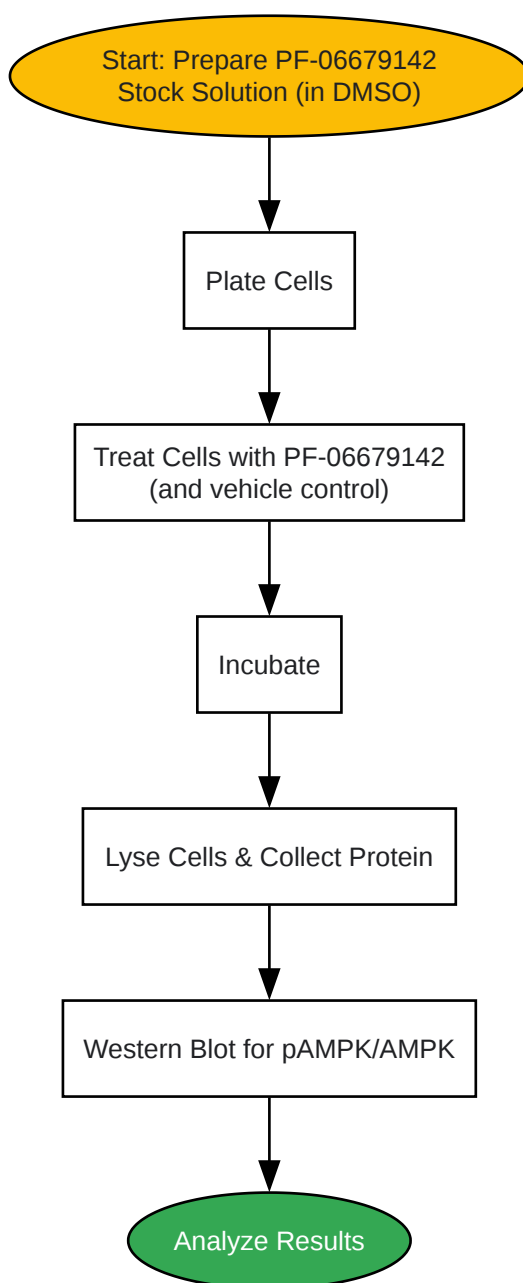 Start: Prepare PF-06679142
Stock Solution (in DMSO)
Plate Cells
Treat Cells with PF-06679142
(and vehicle control)
Incubate
Lyse Cells & Collect Protein
Western Blot for pAMPK/AMPK
Analyze Results